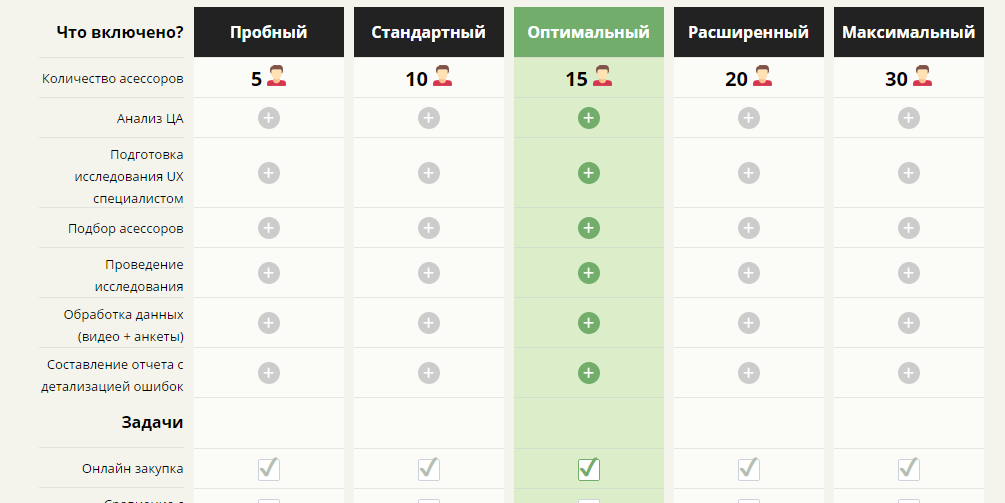 Что включено? Пробный Стандартный Оптимальный Расширенный Максимальный
Количество асессоров 5 10 15 20 30
Анализ ЦА
Подготовка
исследования UX
специалистом
Подбор асессоров
Проведение
исследования
Обработка данных
(видео + анкеты)
Составление отчета с
детализацией ошибок
Задачи
Онлайн закупка